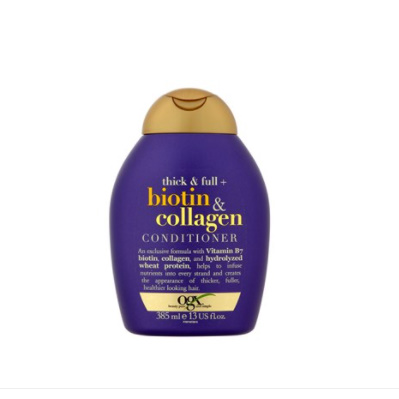 thick & full +
biotin
& collagen
CONDITIONER
An exclusive formula with Vitamin B7
biotin, collagen, and hydrolyzed
wheat protein, helps to infuse
nutrients into every strand and creates
the appearance of thicker, fuller,
healthier looking hair.
ogx
385 ml e 13 US fl.oz.